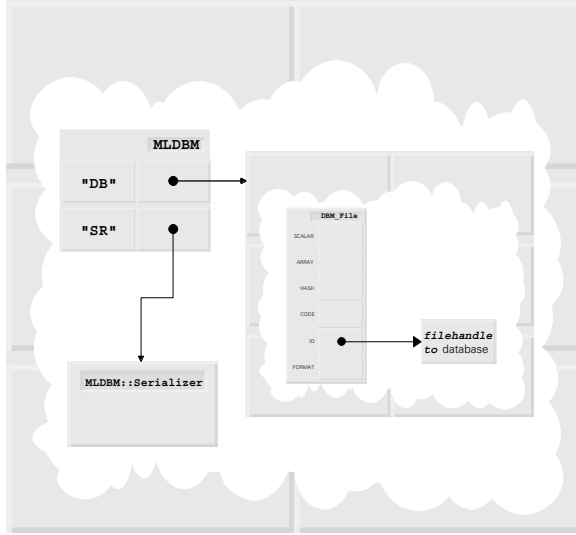 MLDBM
"DB"
"SR"
DBM_File
SCALAR
ARRAY
HASH
CODE
IO
FORMAT
filehandle
to database
MLDBM::Serializer